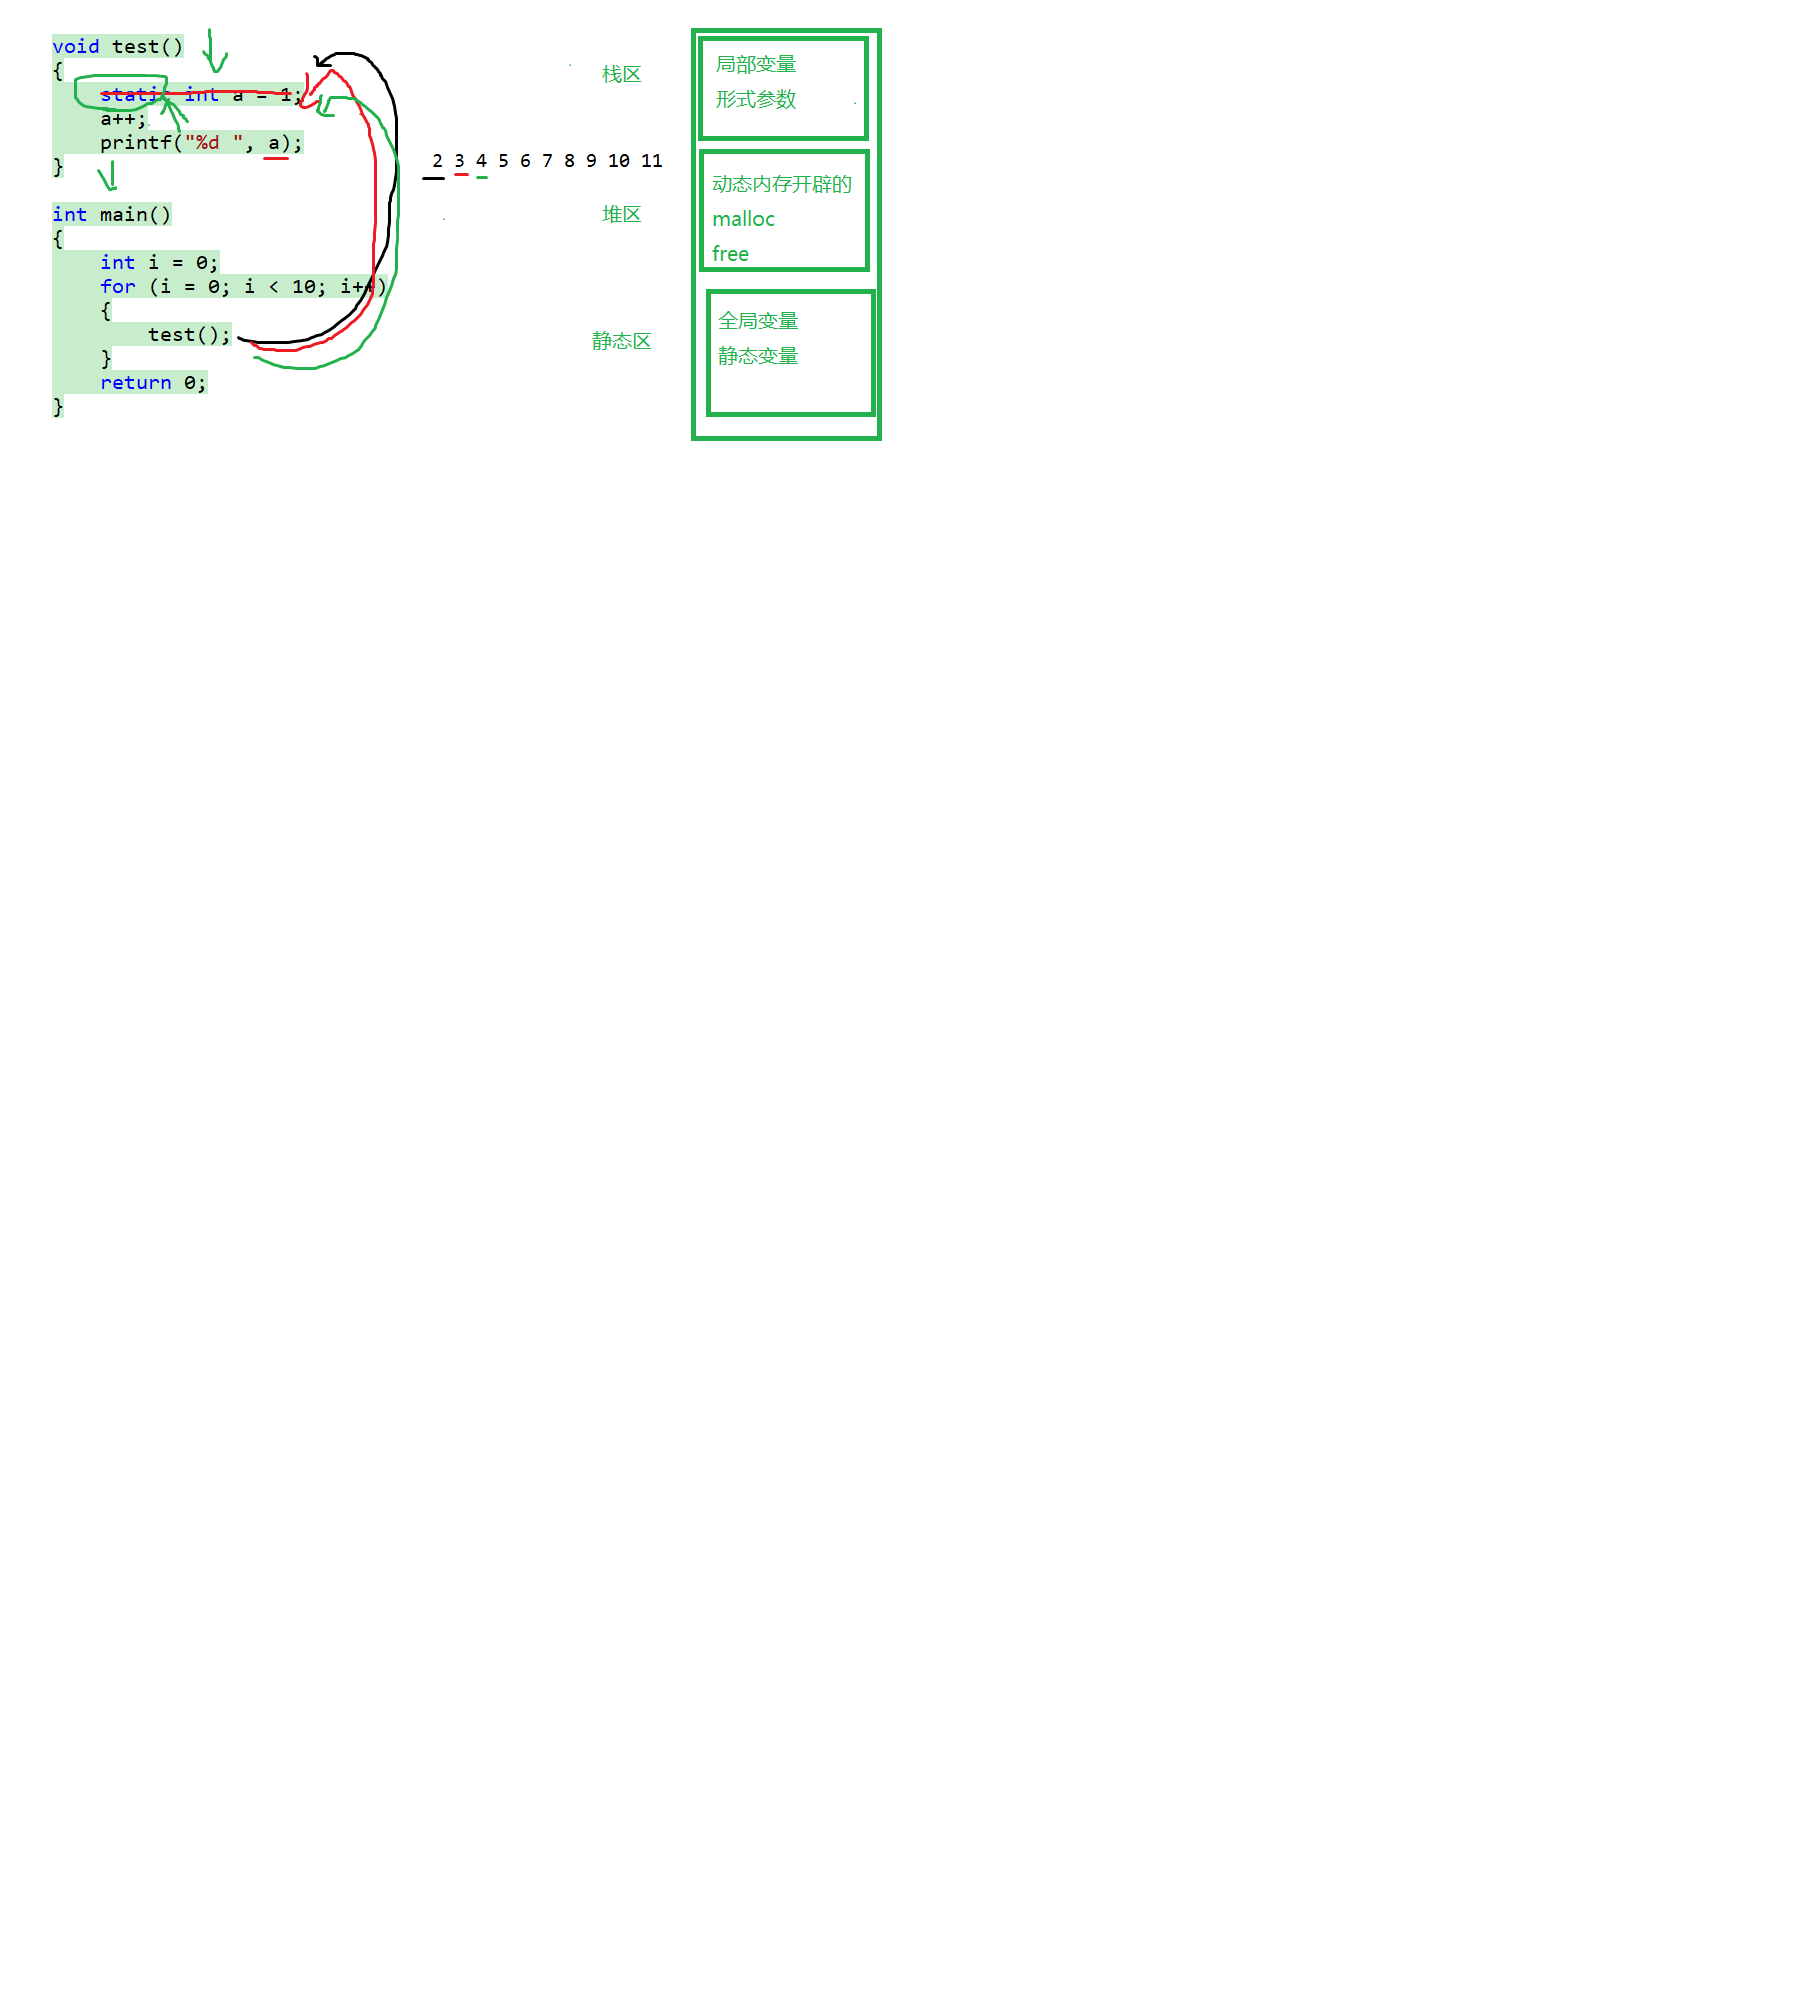 void test()
{
static int a = 1;
a++;
printf("%d ", a);
}
int main()
{
int i = 0;
for (i = 0; i < 10; i++)
{
test();
}
return 0;
}
2 3 4 5 6 7 8 9 10 11
栈区
堆区
静态区
局部变量
形式参数
动态内存开辟的
malloc
free
全局变量
静态变量